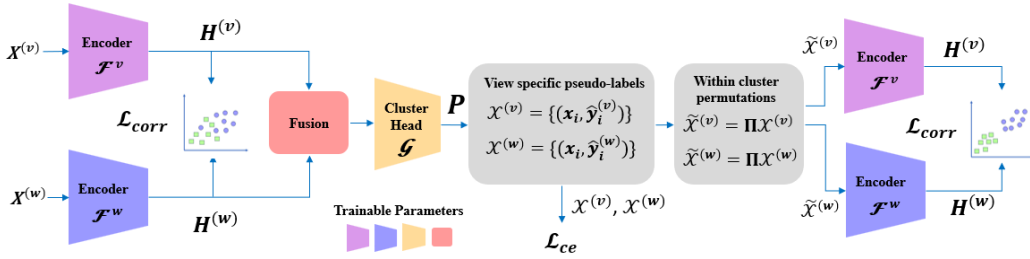 X^(v)
Encoder
𝓕^v
H^(v)
𝓛_corr
X^(w)
Encoder
𝓕^w
H^(w)
Fusion
Cluster
Head
𝓖
P
View specific pseudo-labels
𝒳^(v) = {(x_i, ŷ_i^(v))}
𝒳^(w) = {(x_i, ŷ_i^(w))}
Within cluster
permutations
𝒳̃^(v) = Π𝒳^(v)
𝒳̃^(w) = Π𝒳^(w)
𝒳^(v), 𝒳^(w)
𝓛_ce
Trainable Parameters
𝒳̃^(v)
Encoder
𝓕^v
H^(v)
𝓛_corr
𝒳̃^(w)
Encoder
𝓕^w
H^(w)